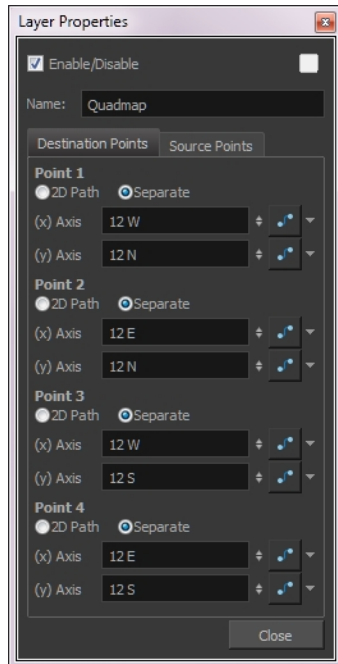 Layer Properties
Enable/Disable
Name: Quadmap
Destination Points Source Points
Point 1
2D Path Separate
(x) Axis 12 W
(y) Axis 12 N
Point 2
2D Path Separate
(x) Axis 12 E
(y) Axis 12 N
Point 3
2D Path Separate
(x) Axis 12 W
(y) Axis 12 S
Point 4
2D Path Separate
(x) Axis 12 E
(y) Axis 12 S
Close